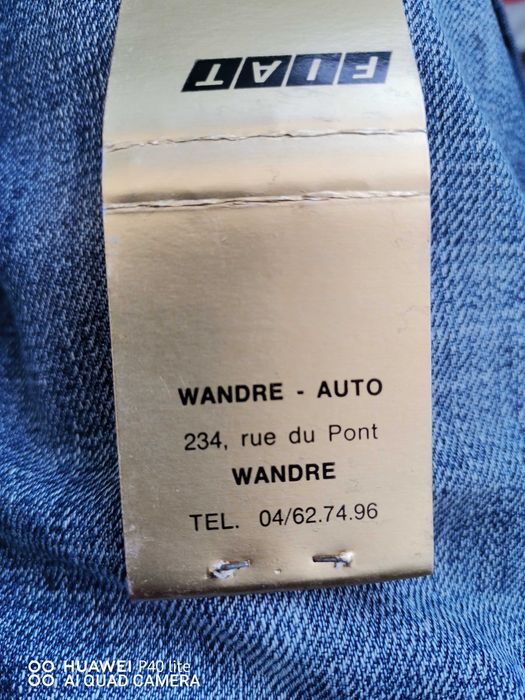 FIAT
WANDRE - AUTO
234, rue du Pont
WANDRE
TEL. 04/62.74.96
HUAWEI P40 lite
AI QUAD CAMERA